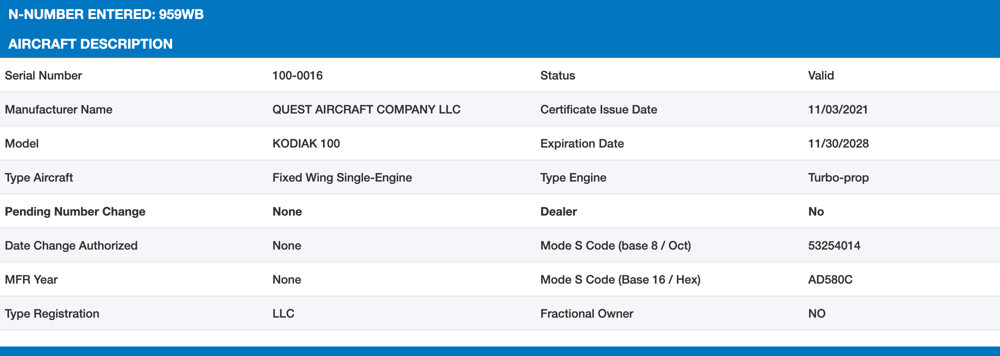 N-NUMBER ENTERED: 959WB
AIRCRAFT DESCRIPTION
Serial Number 100-0016 Status Valid
Manufacturer Name QUEST AIRCRAFT COMPANY LLC Certificate Issue Date 11/03/2021
Model KODIAK 100 Expiration Date 11/30/2028
Type Aircraft Fixed Wing Single-Engine Type Engine Turbo-prop
Pending Number Change None Dealer No
Date Change Authorized None Mode S Code (base 8 / Oct) 53254014
MFR Year None Mode S Code (Base 16 / Hex) AD580C
Type Registration LLC Fractional Owner NO